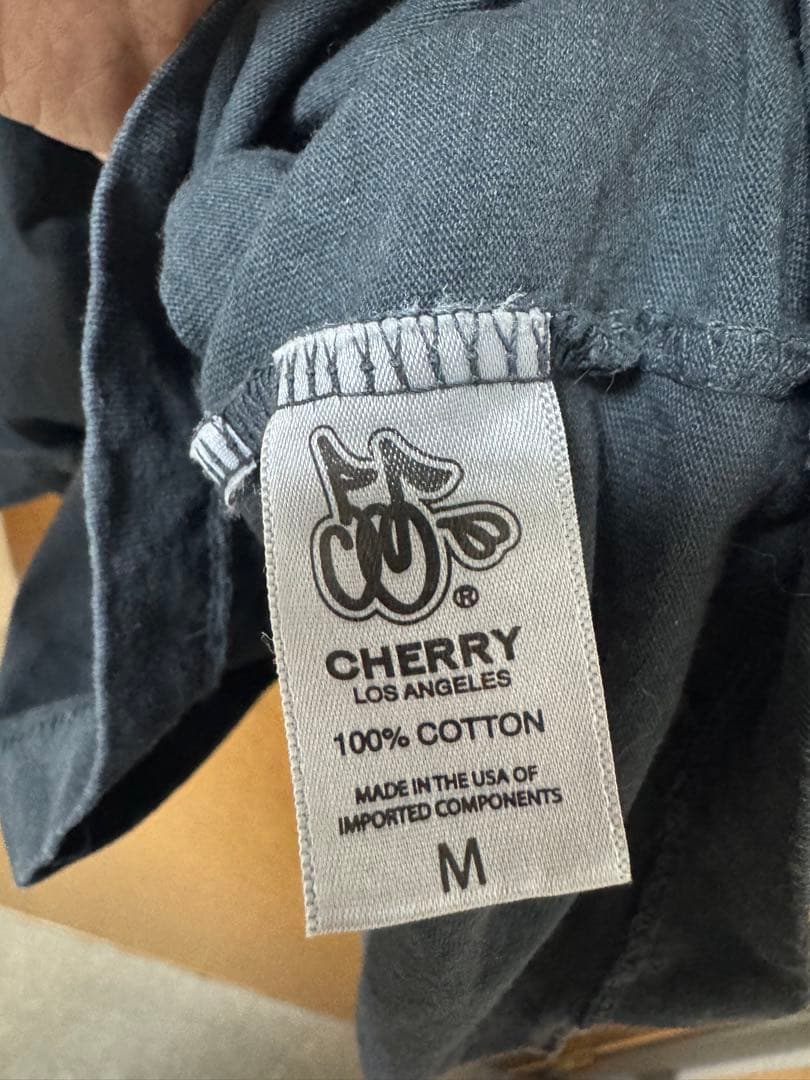 ®
CHERRY
LOS ANGELES
100% COTTON
MADE IN THE USA OF
IMPORTED COMPONENTS
M